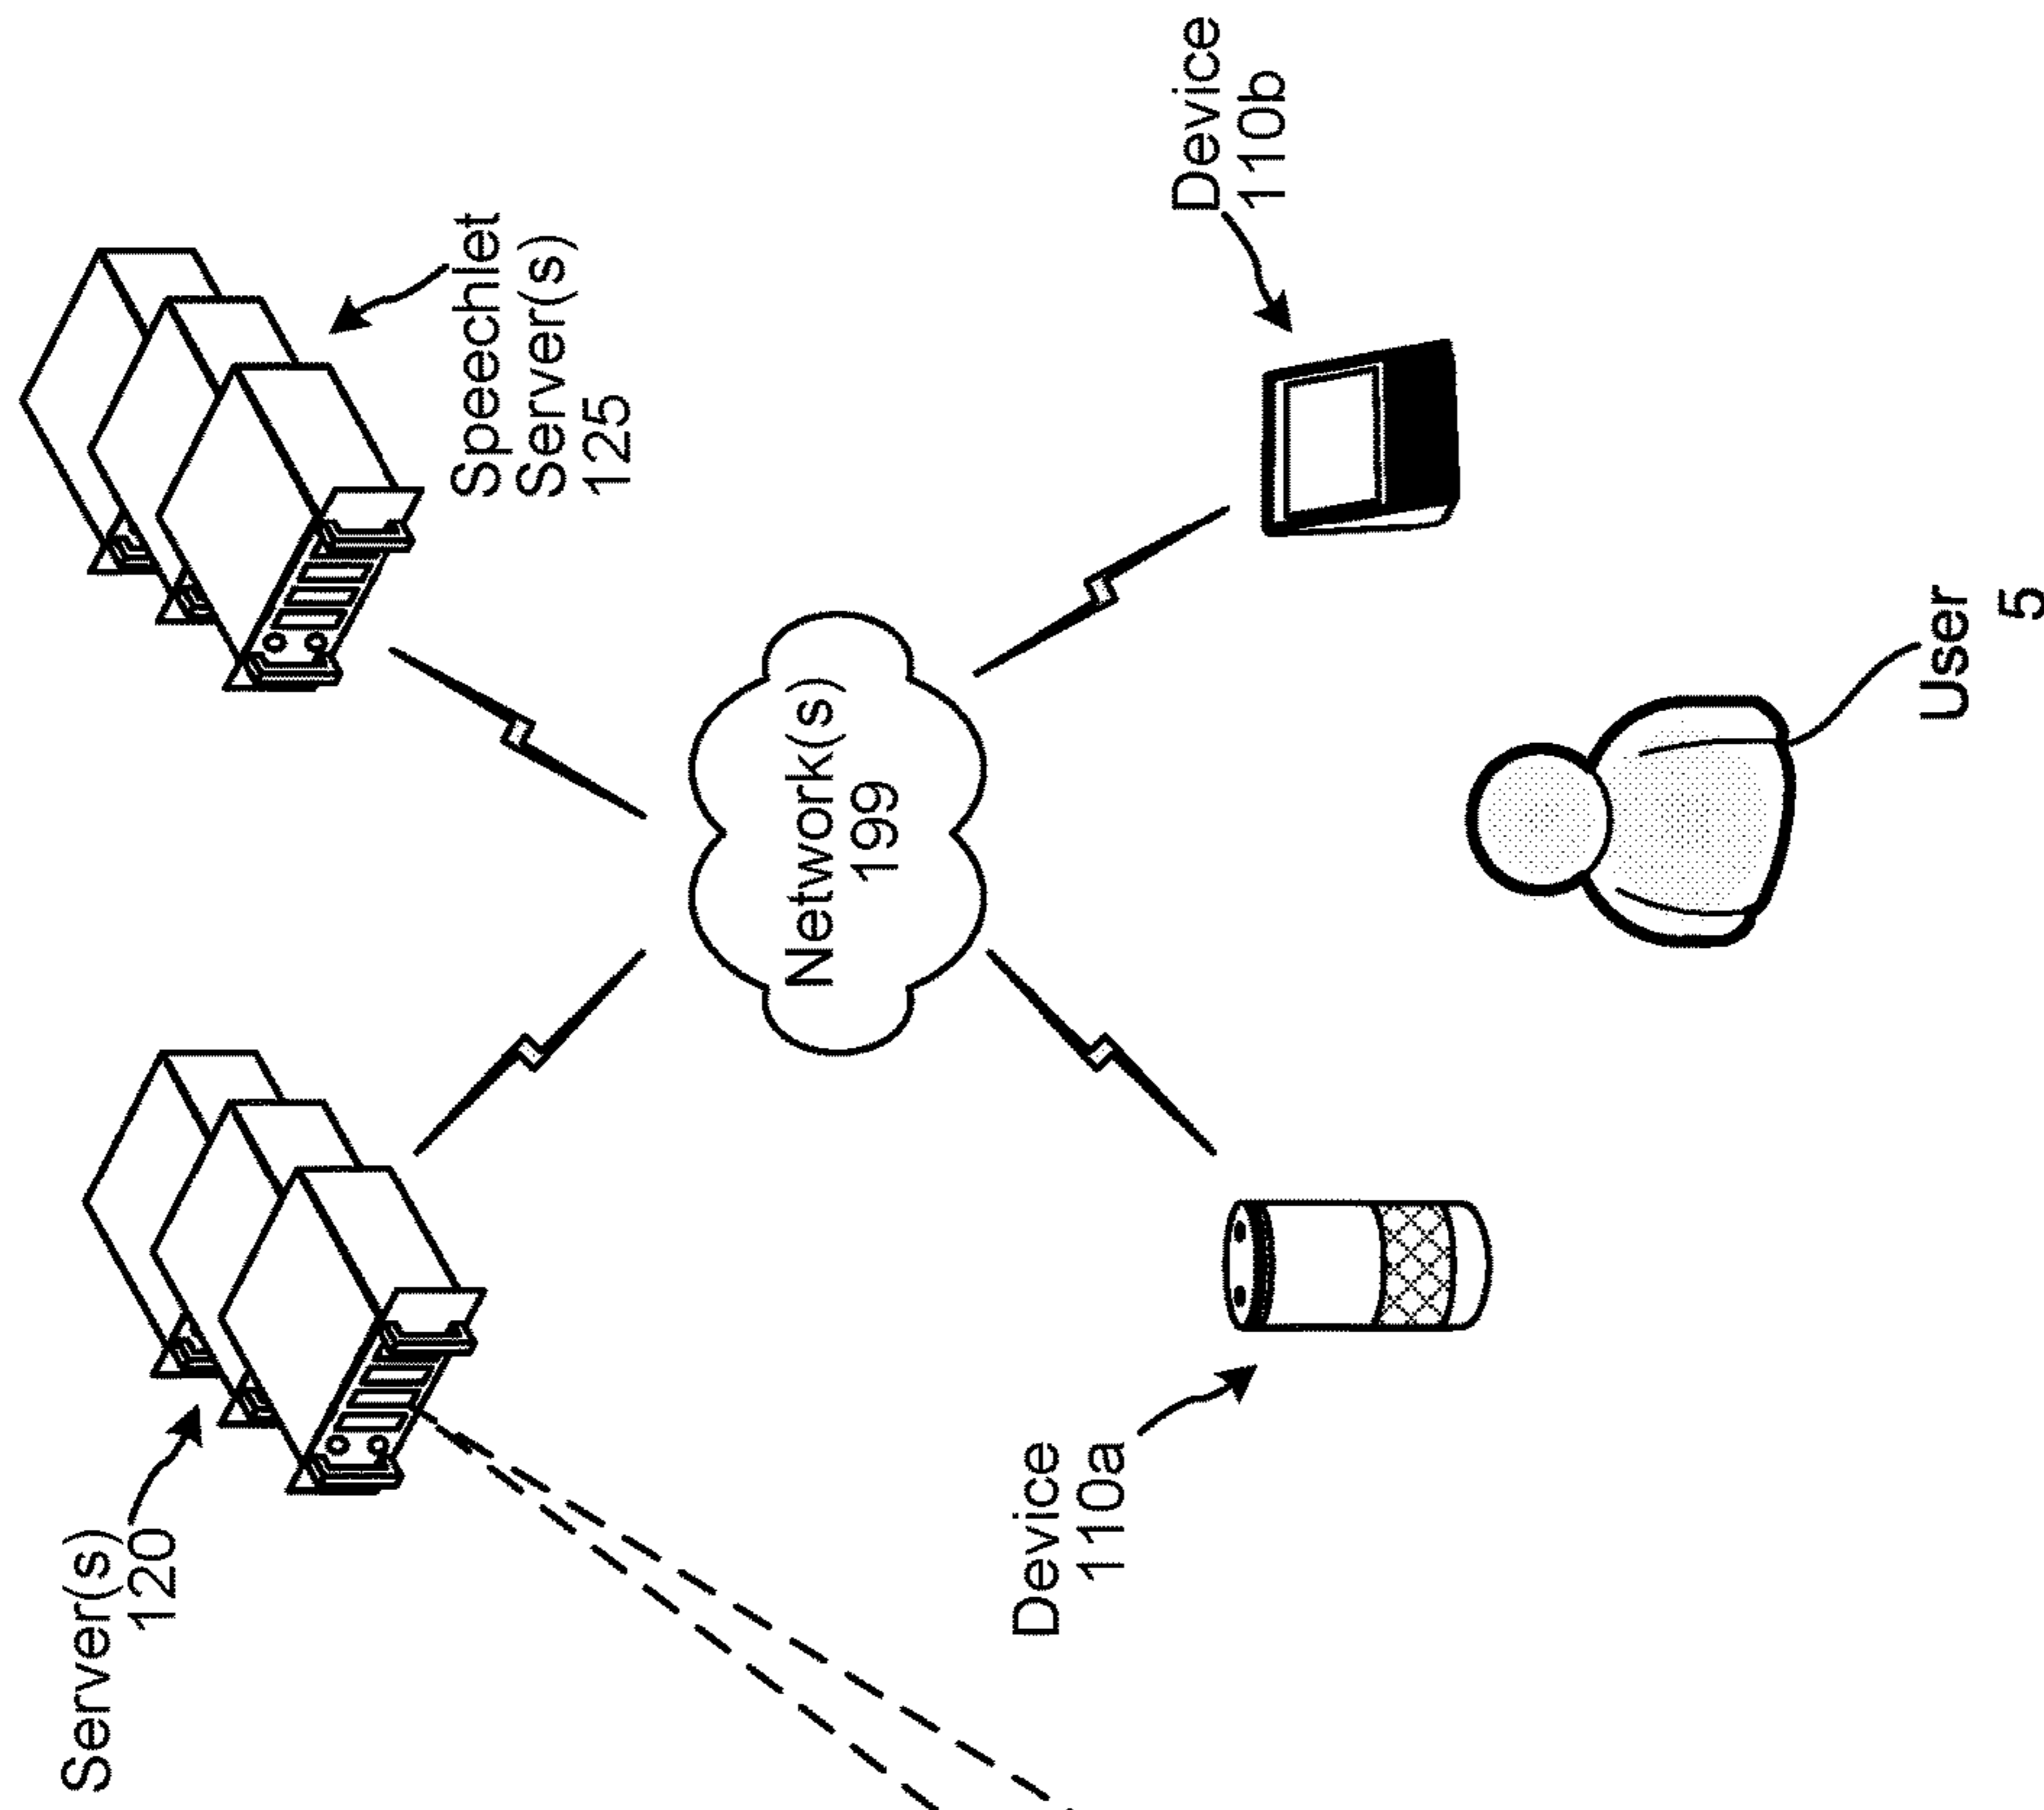 Server(s)
120
Speechlet
Server(s)
125
Network(s)
199
Device
110a
Device
110b
User
5